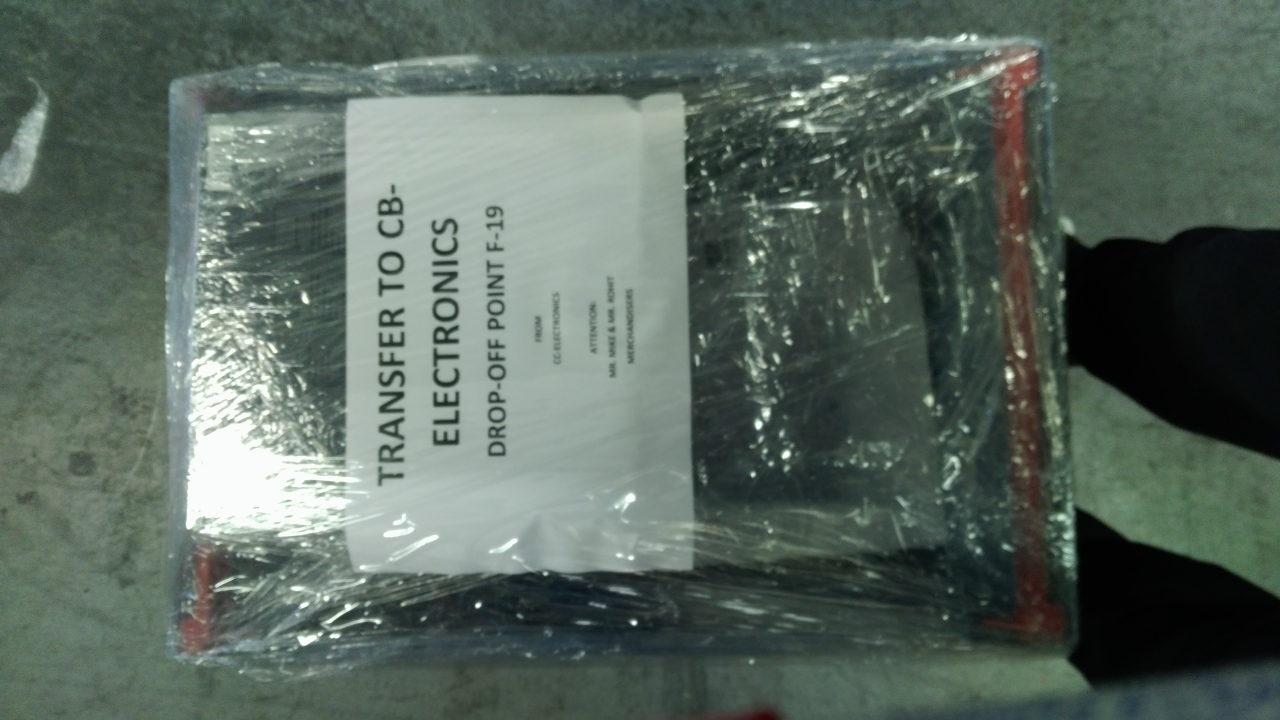 TRANSFER TO CB-
ELECTRONICS
DROP-OFF POINT F-19
FROM
CC-ELECTRONICS
ATTENTION:
MR. MIKE & MR. ROHIT
MERCHANDISERS